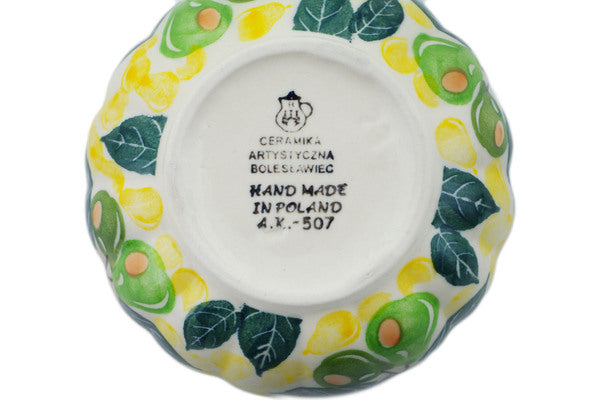 CERAMIKA
ARTYSTYCZNA
BOLESŁAWIEC
HAND MADE
IN POLAND
A.K.-507